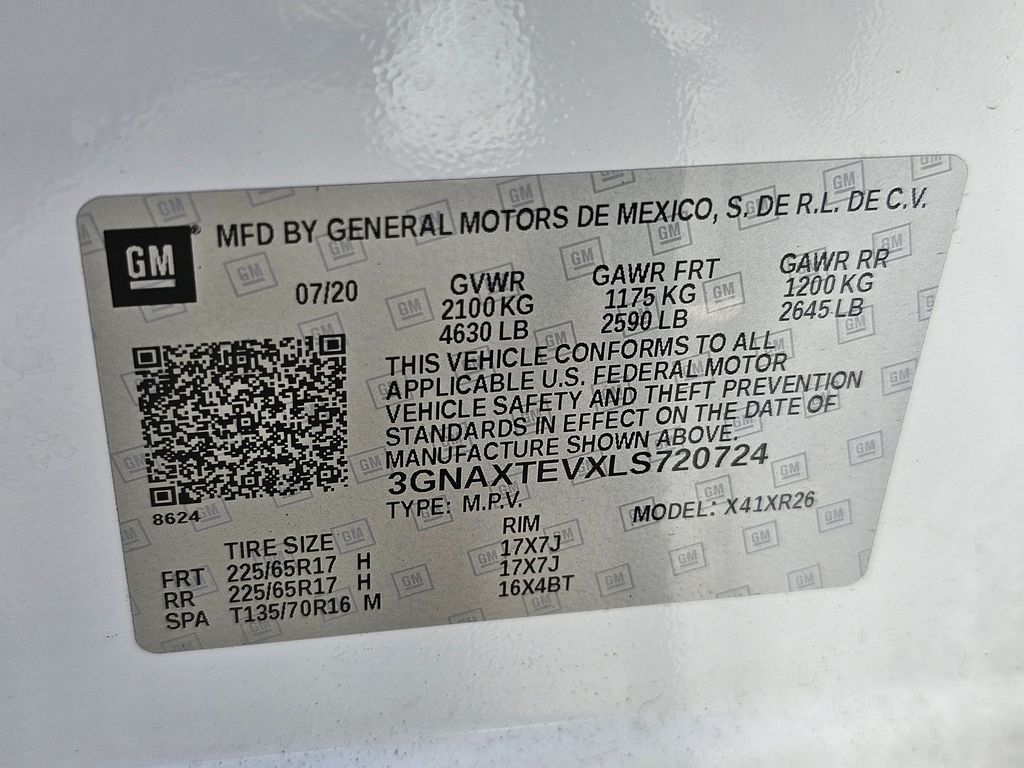 GM
MFD BY GENERAL MOTORS DE MEXICO, S. DE R.L. DE C.V.
07/20 GVWR GAWR FRT GAWR RR
2100 KG 1175 KG 1200 KG
4630 LB 2590 LB 2645 LB
THIS VEHICLE CONFORMS TO ALL
APPLICABLE U.S. FEDERAL MOTOR
VEHICLE SAFETY AND THEFT PREVENTION
STANDARDS IN EFFECT ON THE DATE OF
MANUFACTURE SHOWN ABOVE.
3GNAXTEVXLS720724
TYPE: M.P.V. MODEL: X41XR26
8624
TIRE SIZE RIM
FRT 225/65R17 H 17X7J
RR 225/65R17 H 17X7J
SPA T135/70R16 M 16X4BT